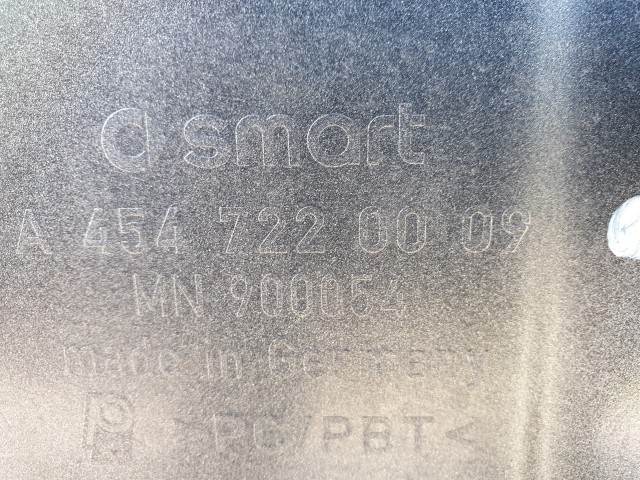 smart
A 454 722 00 09
MN 900054
made in Germany
>PC/PBT<